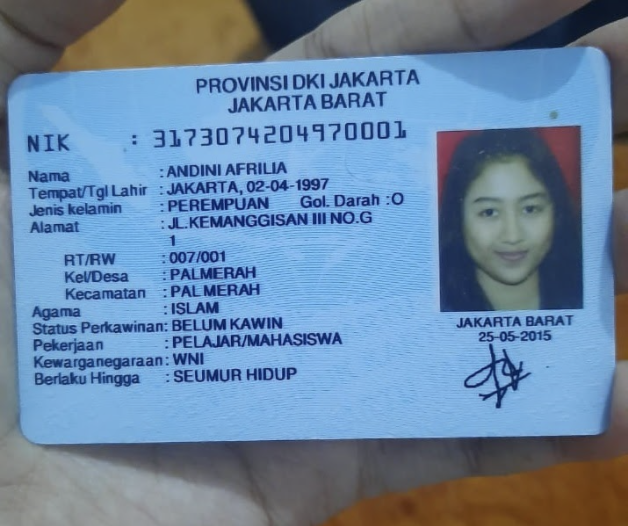 PROVINSI DKI JAKARTA
JAKARTA BARAT
NIK : 3173074204970001
Nama : ANDINI AFRILIA
Tempat/Tgl Lahir : JAKARTA, 02-04-1997
Jenis kelamin : PEREMPUAN Gol. Darah :O
Alamat : JL.KEMANGGISAN III NO.G
1
RT/RW : 007/001
Kel/Desa : PALMERAH
Kecamatan : PALMERAH
Agama : ISLAM
Status Perkawinan: BELUM KAWIN
Pekerjaan : PELAJAR/MAHASISWA
Kewarganegaraan: WNI
Berlaku Hingga : SEUMUR HIDUP
JAKARTA BARAT
25-05-2015